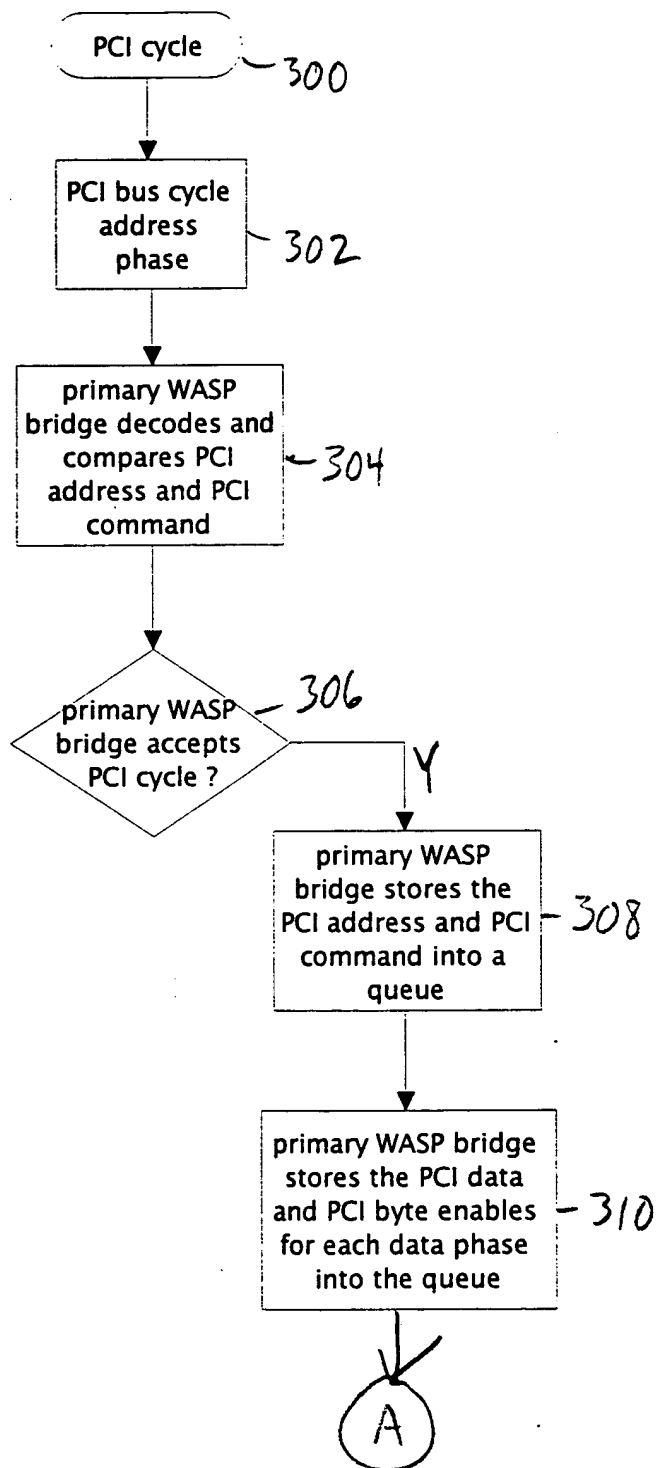 PCI cycle
300
PCI bus cycle
address
phase
302
primary WASP
bridge decodes and
compares PCI
address and PCI
command
304
primary WASP
bridge accepts
PCI cycle ?
306
Y
primary WASP
bridge stores the
PCI address and PCI
command into a
queue
308
primary WASP bridge
stores the PCI data
and PCI byte enables
for each data phase
into the queue
310
A